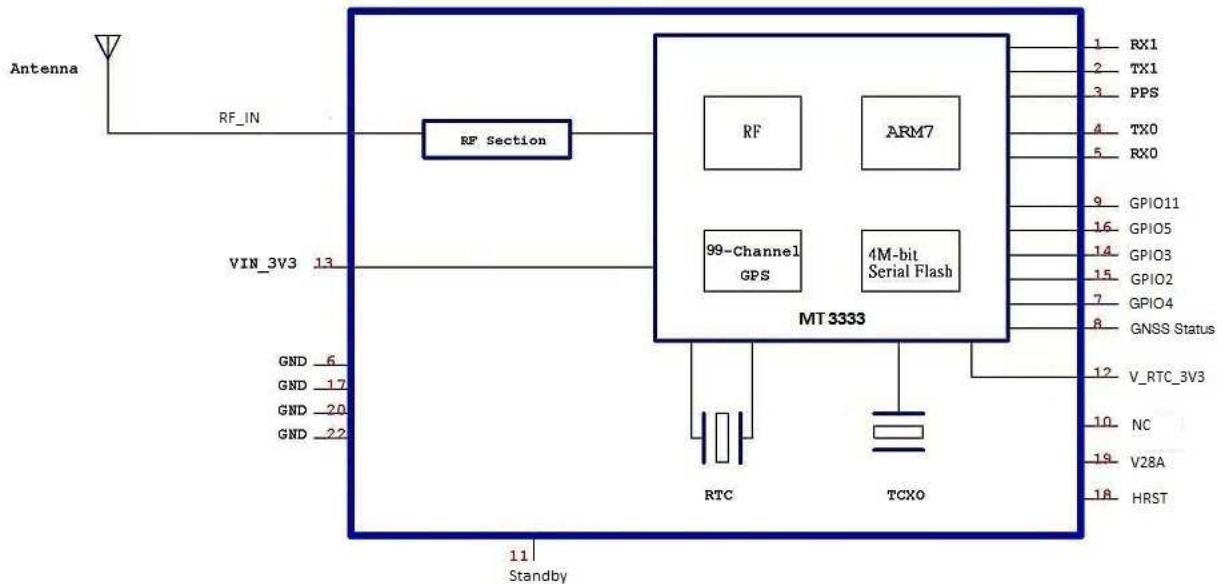 Antenna
RF_IN
RF Section
VIN_3V3 13
GND 6
GND 17
GND 20
GND 22
RF
ARM7
99-Channel
GPS
4M-bit
Serial Flash
MT3333
RTC
TCXO
1 RX1
2 TX1
3 PPS
4 TX0
5 RX0
9 GPIO11
16 GPIO5
14 GPIO3
15 GPIO2
7 GPIO4
8 GNSS Status
12 V_RTC_3V3
10 NC
19 V28A
18 HRST
11
Standby